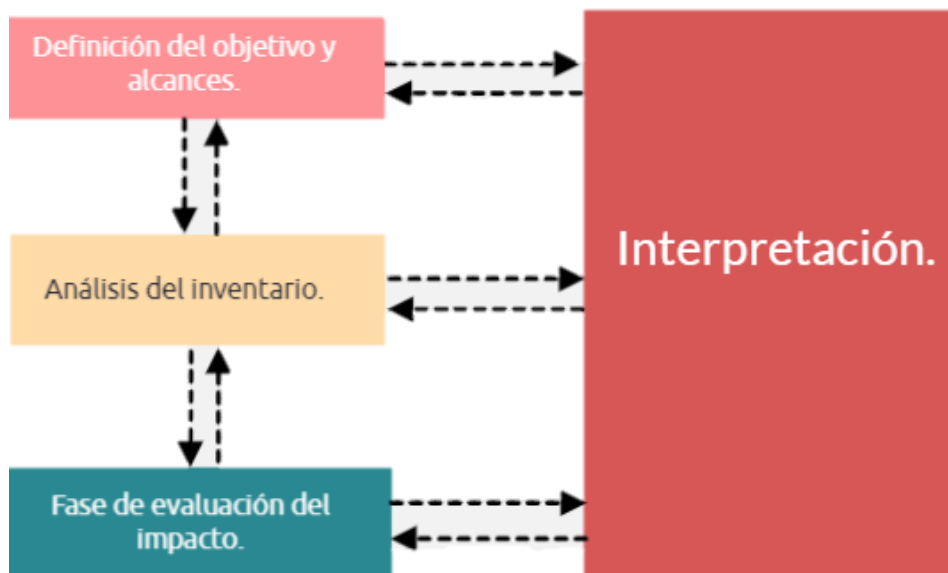 Definición del objetivo y
alcances.
Interpretación.
Análisis del inventario.
Fase de evaluación del
impacto.